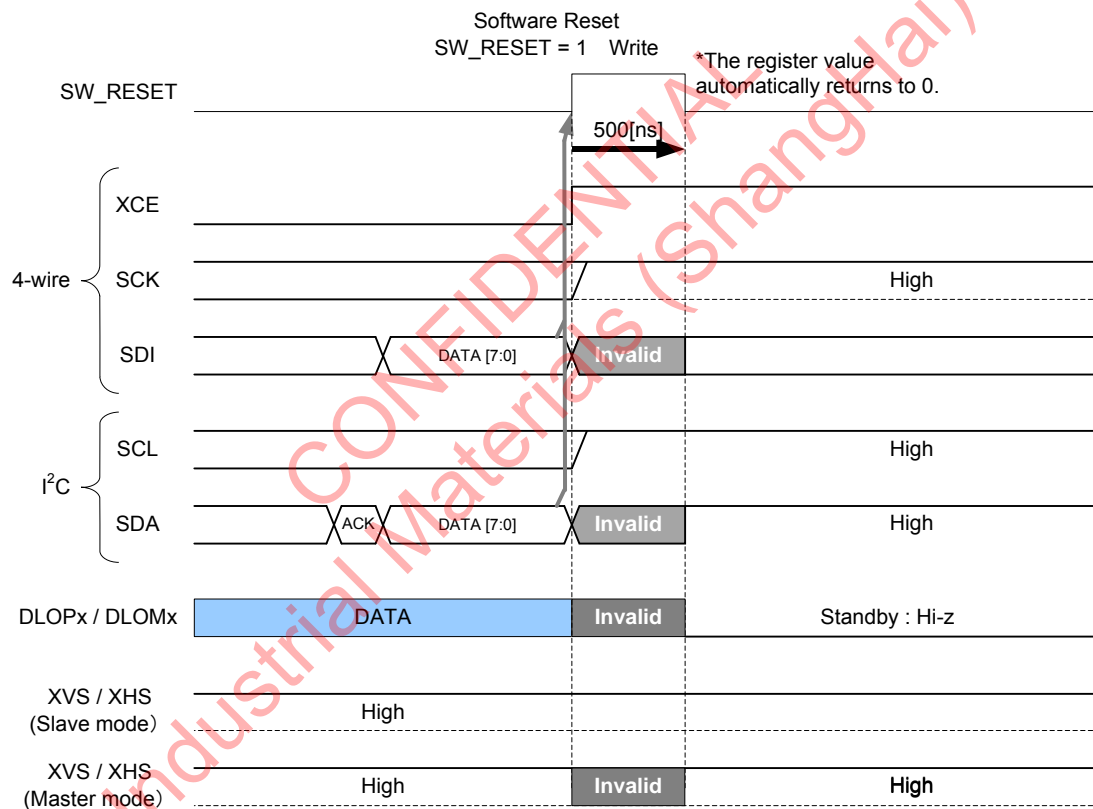 Software Reset
SW_RESET = 1 Write
*The register value
automatically returns to 0.
SW_RESET
500[ns]
XCE
4-wire
SCK
High
SDI
DATA [7:0]
Invalid
SCL
High
I²C
SDA
ACK
DATA [7:0]
Invalid
High
DLOPx / DLOMx
DATA
Invalid
Standby : Hi-z
XVS / XHS
(Slave mode）
High
XVS / XHS
(Master mode）
High
Invalid
High
CONFIDENTIAL
Industrial Materials (ShangHai)